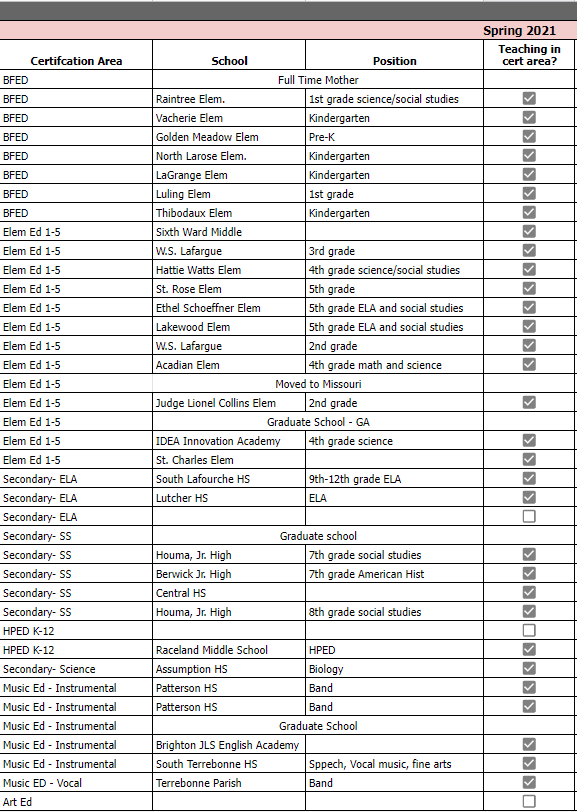 Spring 2021
Certifcation Area School Position Teaching in cert area?
BFED Full Time Mother
BFED Raintree Elem. 1st grade science/social studies
BFED Vacherie Elem Kindergarten
BFED Golden Meadow Elem Pre-K
BFED North Larose Elem. Kindergarten
BFED LaGrange Elem Kindergarten
BFED Luling Elem 1st grade
BFED Thibodaux Elem Kindergarten
Elem Ed 1-5 Sixth Ward Middle
Elem Ed 1-5 W.S. Lafargue 3rd grade
Elem Ed 1-5 Hattie Watts Elem 4th grade science/social studies
Elem Ed 1-5 St. Rose Elem 5th grade
Elem Ed 1-5 Ethel Schoeffner Elem 5th grade ELA and social studies
Elem Ed 1-5 Lakewood Elem 5th grade ELA and social studies
Elem Ed 1-5 W.S. Lafargue 2nd grade
Elem Ed 1-5 Acadian Elem 4th grade math and science
Elem Ed 1-5 Moved to Missouri
Elem Ed 1-5 Judge Lionel Collins Elem 2nd grade
Elem Ed 1-5 Graduate School - GA
Elem Ed 1-5 IDEA Innovation Academy 4th grade science
Elem Ed 1-5 St. Charles Elem
Secondary- ELA South Lafourche HS 9th-12th grade ELA
Secondary- ELA Lutcher HS ELA
Secondary- ELA
Secondary- SS Graduate school
Secondary- SS Houma, Jr. High 7th grade social studies
Secondary- SS Berwick Jr. High 7th grade American Hist
Secondary- SS Central HS
Secondary- SS Houma, Jr. High 8th grade social studies
HPED K-12
HPED K-12 Raceland Middle School HPED
Secondary- Science Assumption HS Biology
Music Ed - Instrumental Patterson HS Band
Music Ed - Instrumental Patterson HS Band
Music Ed - Instrumental Graduate School
Music Ed - Instrumental Brighton JLS English Academy
Music Ed - Instrumental South Terrebonne HS Sppech, Vocal music, fine arts
Music ED - Vocal Terrebonne Parish Band
Art Ed